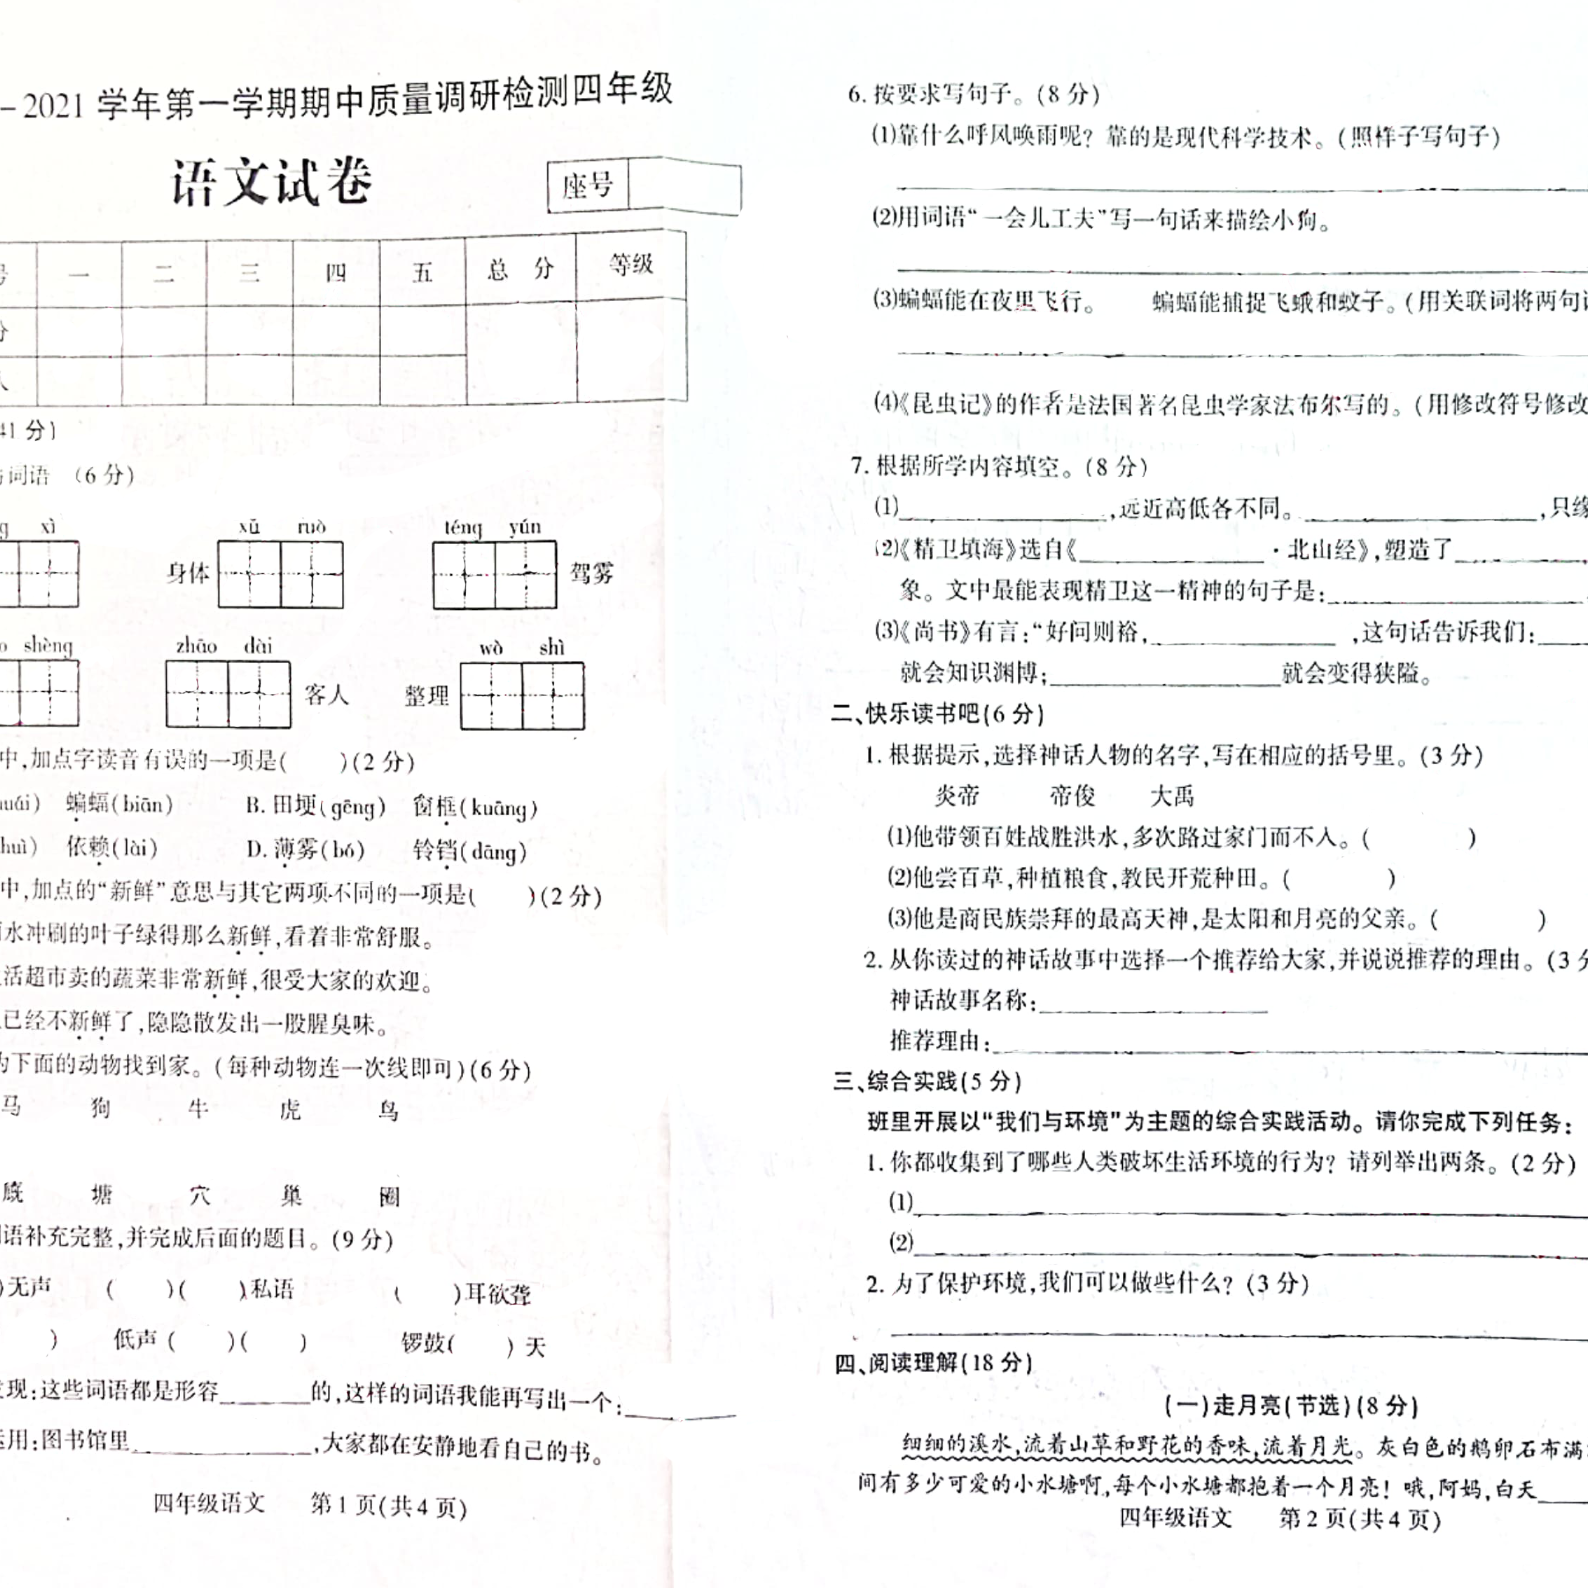 -2021 学年第一学期期中质量调研检测四年级
语文试卷
座号
号 一 二 三 四 五 总 分 等级
分
人
41 分)
词语 (6 分)
xì xū ruò téng yún
身体 驾雾
shèng zhāo dài wò shì
客人 整理
中,加点字读音有误的一项是( )(2 分)
蝙蝠(biān) B. 田埂(gēng) 窗框(kuāng)
依赖(lài) D. 薄雾(bó) 铃铛(dāng)
中,加点的“新鲜”意思与其它两项不同的一项是( )(2 分)
水冲刷的叶子绿得那么新鲜,看着非常舒服。
活超市卖的蔬菜非常新鲜,很受大家的欢迎。
已经不新鲜了,隐隐散发出一股腥臭味。
为下面的动物找到家。(每种动物连一次线即可)(6 分)
马 狗 牛 虎 鸟
厩 塘 穴 巢 圈
语补充完整,并完成后面的题目。(9 分)
)无声 ( )( )私语 ( )耳欲聋
) 低声 ( )( ) 锣鼓( ) 天
现:这些词语都是形容______的,这样的词语我能再写出一个:______
运用:图书馆里______,大家都在安静地看自己的书。
四年级语文 第 1 页(共 4 页)
6. 按要求写句子。(8 分)
(1)靠什么呼风唤雨呢? 靠的是现代科学技术。(照样子写句子)
(2)用词语“一会儿工夫”写一句话来描绘小狗。
(3)蝙蝠能在夜里飞行。 蝙蝠能捕捉飞蛾和蚊子。(用关联词将两句
(4)《昆虫记》的作者是法国著名昆虫学家法布尔写的。(用修改符号修改
7. 根据所学内容填空。(8 分)
(1)______,远近高低各不同。______,只缘
(2)《精卫填海》选自《______·北山经》,塑造了______
象。文中最能表现精卫这一精神的句子是:______
(3)《尚书》有言:“好问则裕,______ ,这句话告诉我们:______
就会知识渊博;______就会变得狭隘。
二、快乐读书吧(6 分)
1. 根据提示,选择神话人物的名字,写在相应的括号里。(3 分)
炎帝 帝俊 大禹
(1)他带领百姓战胜洪水,多次路过家门而不入。( )
(2)他尝百草,种植粮食,教民开荒种田。( )
(3)他是商民族崇拜的最高天神,是太阳和月亮的父亲。( )
2. 从你读过的神话故事中选择一个推荐给大家,并说说推荐的理由。(3 分
神话故事名称:______
推荐理由:______
三、综合实践(5 分)
班里开展以“我们与环境”为主题的综合实践活动。请你完成下列任务:
1. 你都收集到了哪些人类破坏生活环境的行为? 请列举出两条。(2 分)
(1)______
(2)______
2. 为了保护环境,我们可以做些什么? (3 分)
四、阅读理解(18 分)
(一)走月亮(节选)(8 分)
细细的溪水,流着山草和野花的香味,流着月光。灰白色的鹅卵石布满
间有多少可爱的小水塘啊,每个小水塘都抱着一个月亮! 哦,阿妈,白天______
四年级语文 第 2 页(共 4 页)